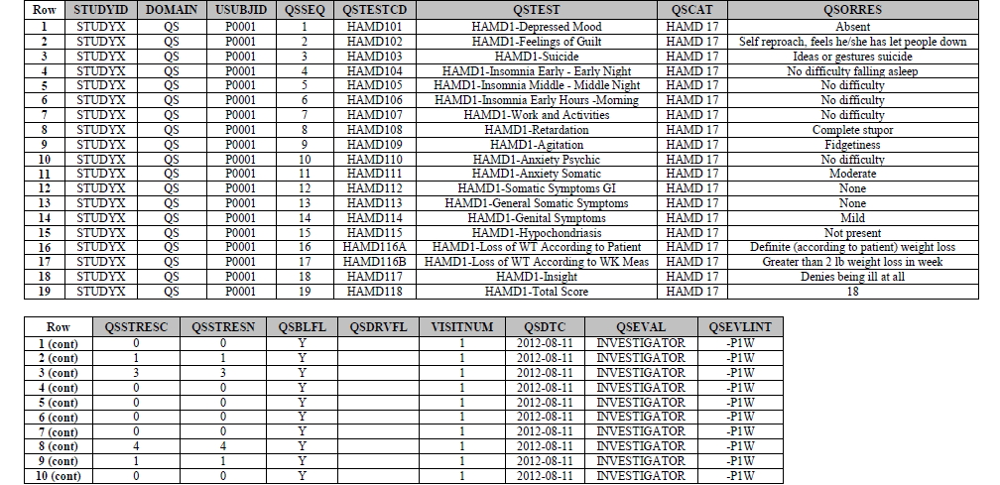 Row STUDYID DOMAIN USUBJID QSSEQ QSTESTCD QSTEST QSCAT QSORRES
1 STUDYX QS P0001 1 HAMD101 HAMD1-Depressed Mood HAMD 17 Absent
2 STUDYX QS P0001 2 HAMD102 HAMD1-Feelings of Guilt HAMD 17 Self reproach, feels he/she has let people down
3 STUDYX QS P0001 3 HAMD103 HAMD1-Suicide HAMD 17 Ideas or gestures suicide
4 STUDYX QS P0001 4 HAMD104 HAMD1-Insomnia Early - Early Night HAMD 17 No difficulty falling asleep
5 STUDYX QS P0001 5 HAMD105 HAMD1-Insomnia Middle - Middle Night HAMD 17 No difficulty
6 STUDYX QS P0001 6 HAMD106 HAMD1-Insomnia Early Hours -Morning HAMD 17 No difficulty
7 STUDYX QS P0001 7 HAMD107 HAMD1-Work and Activities HAMD 17 No difficulty
8 STUDYX QS P0001 8 HAMD108 HAMD1-Retardation HAMD 17 Complete stupor
9 STUDYX QS P0001 9 HAMD109 HAMD1-Agitation HAMD 17 Fidgetiness
10 STUDYX QS P0001 10 HAMD110 HAMD1-Anxiety Psychic HAMD 17 No difficulty
11 STUDYX QS P0001 11 HAMD111 HAMD1-Anxiety Somatic HAMD 17 Moderate
12 STUDYX QS P0001 12 HAMD112 HAMD1-Somatic Symptoms GI HAMD 17 None
13 STUDYX QS P0001 13 HAMD113 HAMD1-General Somatic Symptoms HAMD 17 None
14 STUDYX QS P0001 14 HAMD114 HAMD1-Genital Symptoms HAMD 17 Mild
15 STUDYX QS P0001 15 HAMD115 HAMD1-Hypochondriasis HAMD 17 Not present
16 STUDYX QS P0001 16 HAMD116A HAMD1-Loss of WT According to Patient HAMD 17 Definite (according to patient) weight loss
17 STUDYX QS P0001 17 HAMD116B HAMD1-Loss of WT According to WK Meas HAMD 17 Greater than 2 lb weight loss in week
18 STUDYX QS P0001 18 HAMD117 HAMD1-Insight HAMD 17 Denies being ill at all
19 STUDYX QS P0001 19 HAMD118 HAMD1-Total Score HAMD 17 18
Row QSSTRESC QSSTRESN QSBLFL QSDRVFL VISITNUM QSDTC QSEVAL QSEVLINT
1 (cont) 0 0 Y 1 2012-08-11 INVESTIGATOR -P1W
2 (cont) 1 1 Y 1 2012-08-11 INVESTIGATOR -P1W
3 (cont) 3 3 Y 1 2012-08-11 INVESTIGATOR -P1W
4 (cont) 0 0 Y 1 2012-08-11 INVESTIGATOR -P1W
5 (cont) 0 0 Y 1 2012-08-11 INVESTIGATOR -P1W
6 (cont) 0 0 Y 1 2012-08-11 INVESTIGATOR -P1W
7 (cont) 0 0 Y 1 2012-08-11 INVESTIGATOR -P1W
8 (cont) 4 4 Y 1 2012-08-11 INVESTIGATOR -P1W
9 (cont) 1 1 Y 1 2012-08-11 INVESTIGATOR -P1W
10 (cont) 0 0 Y 1 2012-08-11 INVESTIGATOR -P1W